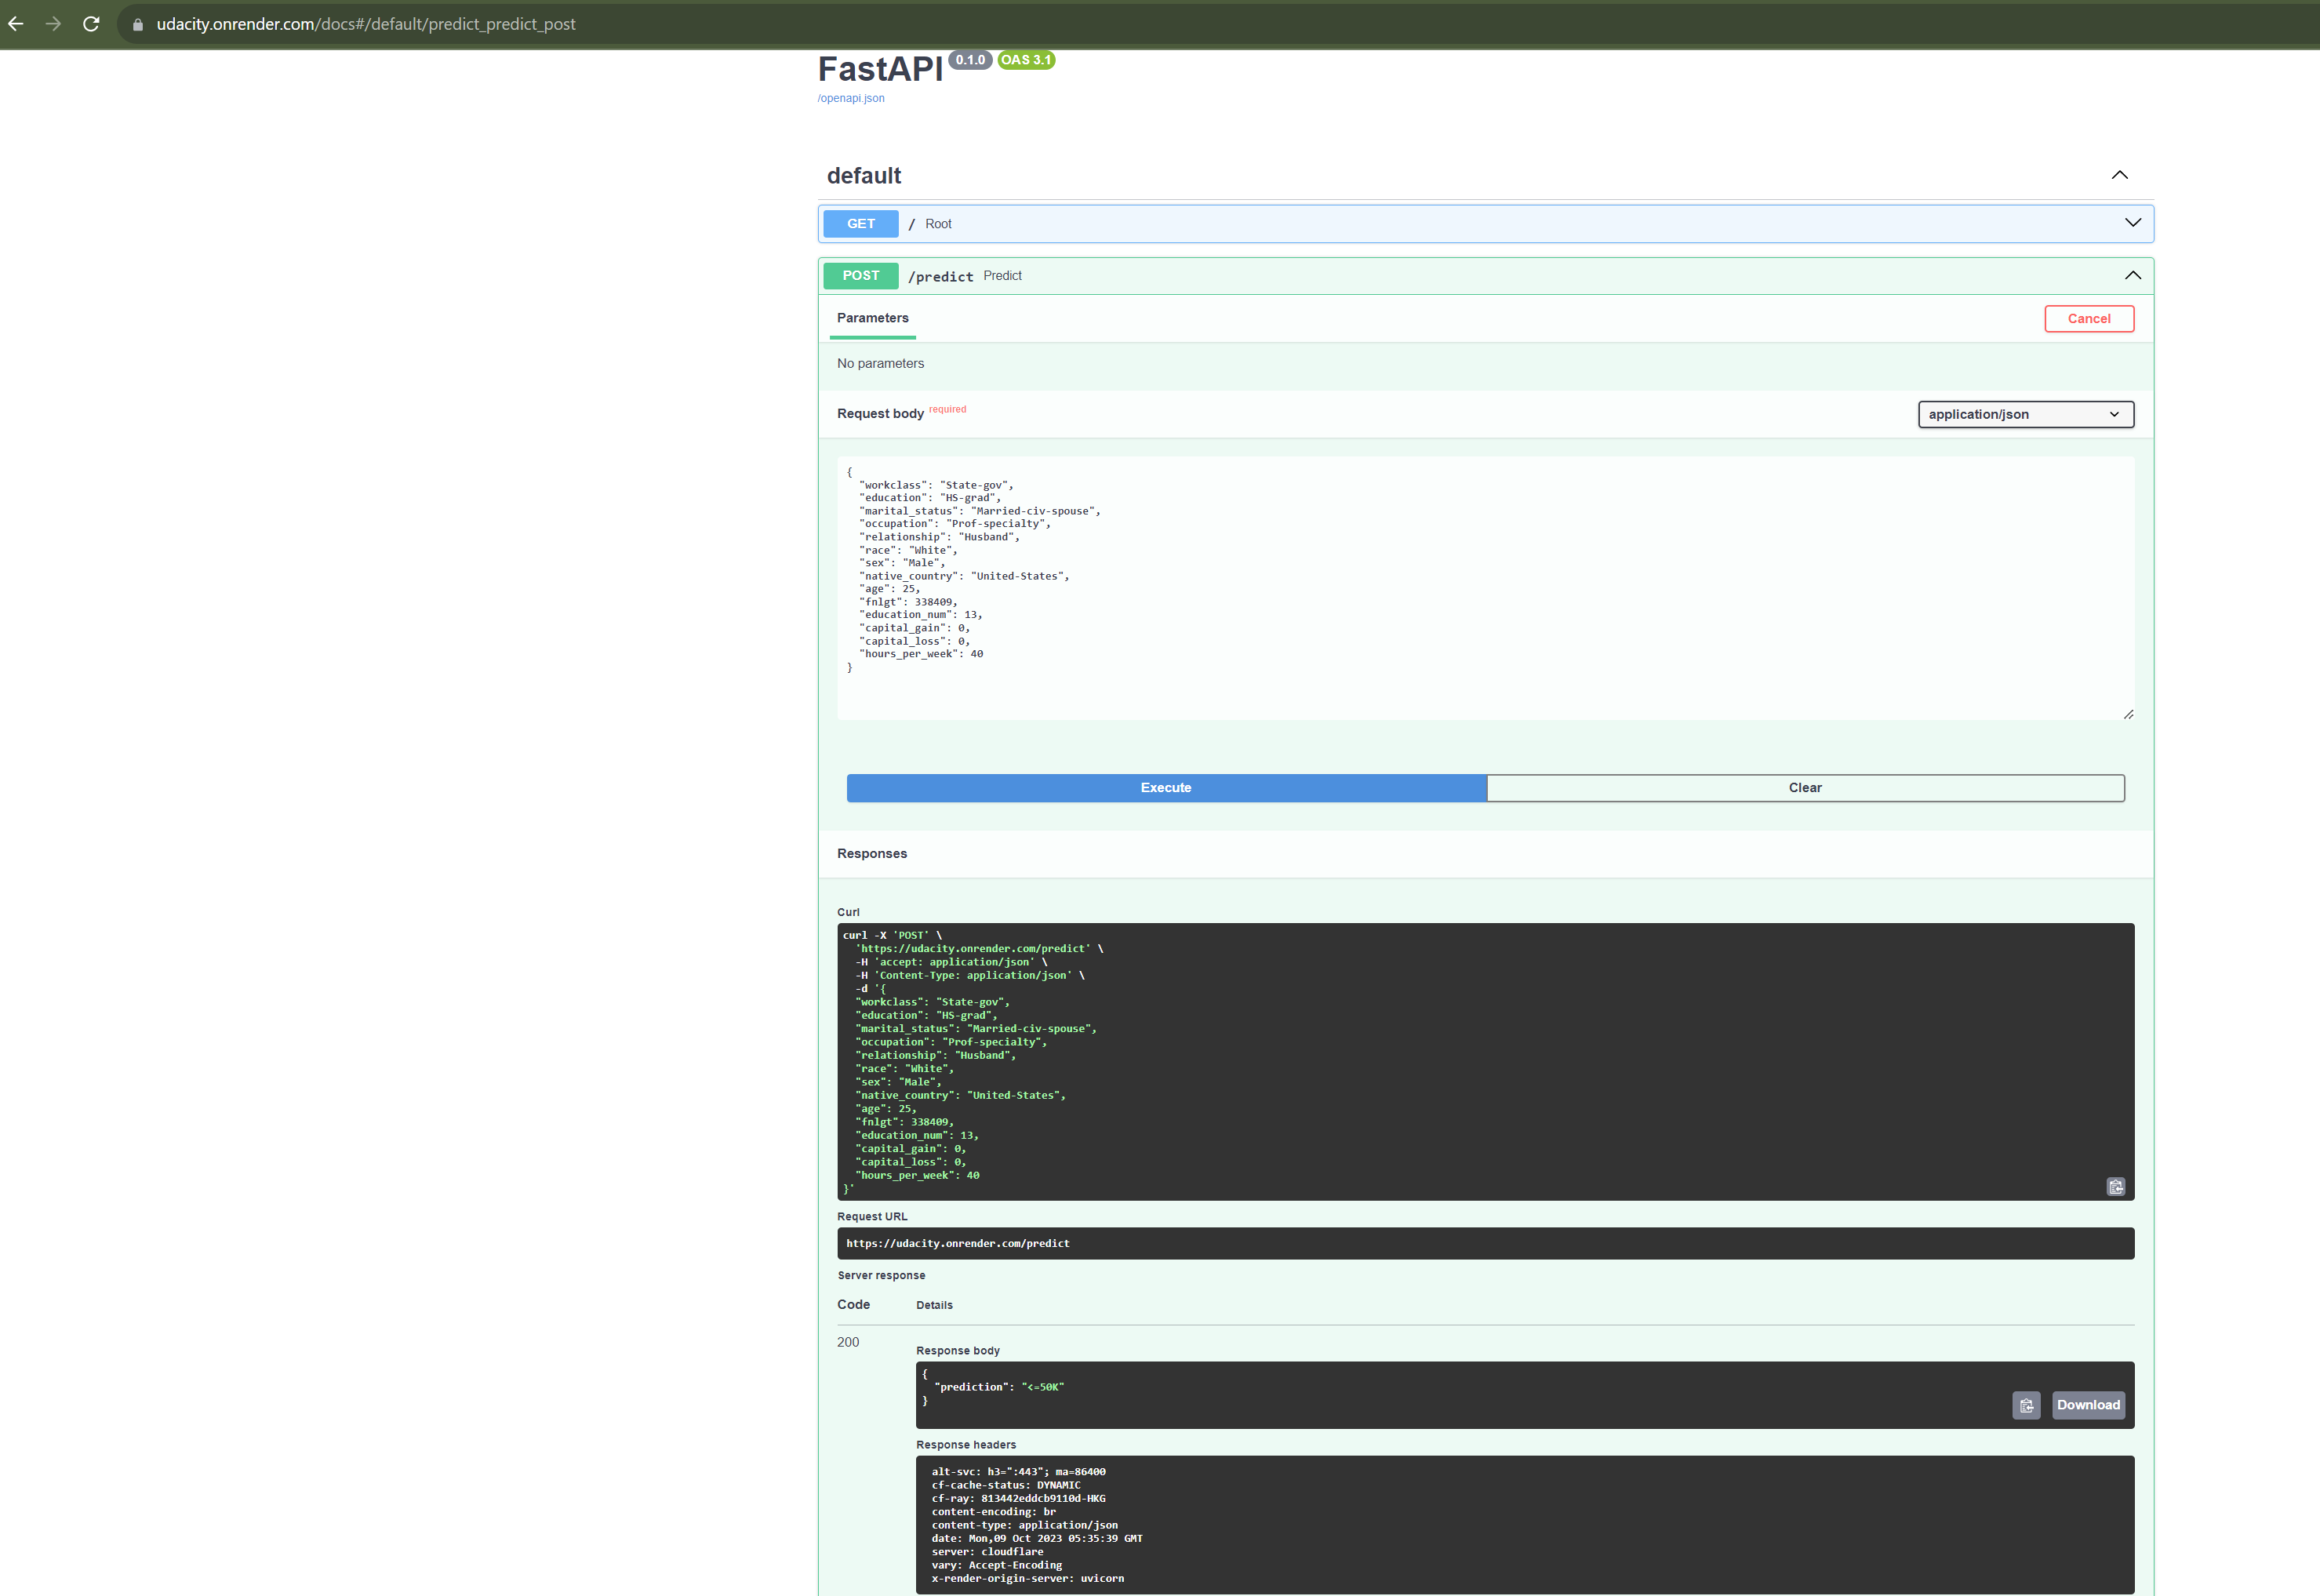 udacity.onrender.com/docs#/default/predict_predict_post
FastAPI 0.1.0 OAS 3.1
/openapi.json
default
GET / Root
POST /predict Predict
Parameters
Cancel
No parameters
Request body required
application/json
{
"workclass": "State-gov",
"education": "HS-grad",
"marital_status": "Married-civ-spouse",
"occupation": "Prof-specialty",
"relationship": "Husband",
"race": "White",
"sex": "Male",
"native_country": "United-States",
"age": 25,
"fnlgt": 338409,
"education_num": 13,
"capital_gain": 0,
"capital_loss": 0,
"hours_per_week": 40
}
Execute
Clear
Responses
Curl
curl -X 'POST' \
'https://udacity.onrender.com/predict' \
-H 'accept: application/json' \
-H 'Content-Type: application/json' \
-d '{
"workclass": "State-gov",
"education": "HS-grad",
"marital_status": "Married-civ-spouse",
"occupation": "Prof-specialty",
"relationship": "Husband",
"race": "White",
"sex": "Male",
"native_country": "United-States",
"age": 25,
"fnlgt": 338409,
"education_num": 13,
"capital_gain": 0,
"capital_loss": 0,
"hours_per_week": 40
}'
Request URL
https://udacity.onrender.com/predict
Server response
Code Details
200
Response body
{
"prediction": "<=50K"
}
Download
Response headers
alt-svc: h3=":443"; ma=86400
cf-cache-status: DYNAMIC
cf-ray: 813442eddcb9110d-HKG
content-encoding: br
content-type: application/json
date: Mon,09 Oct 2023 05:35:39 GMT
server: cloudflare
vary: Accept-Encoding
x-render-origin-server: uvicorn